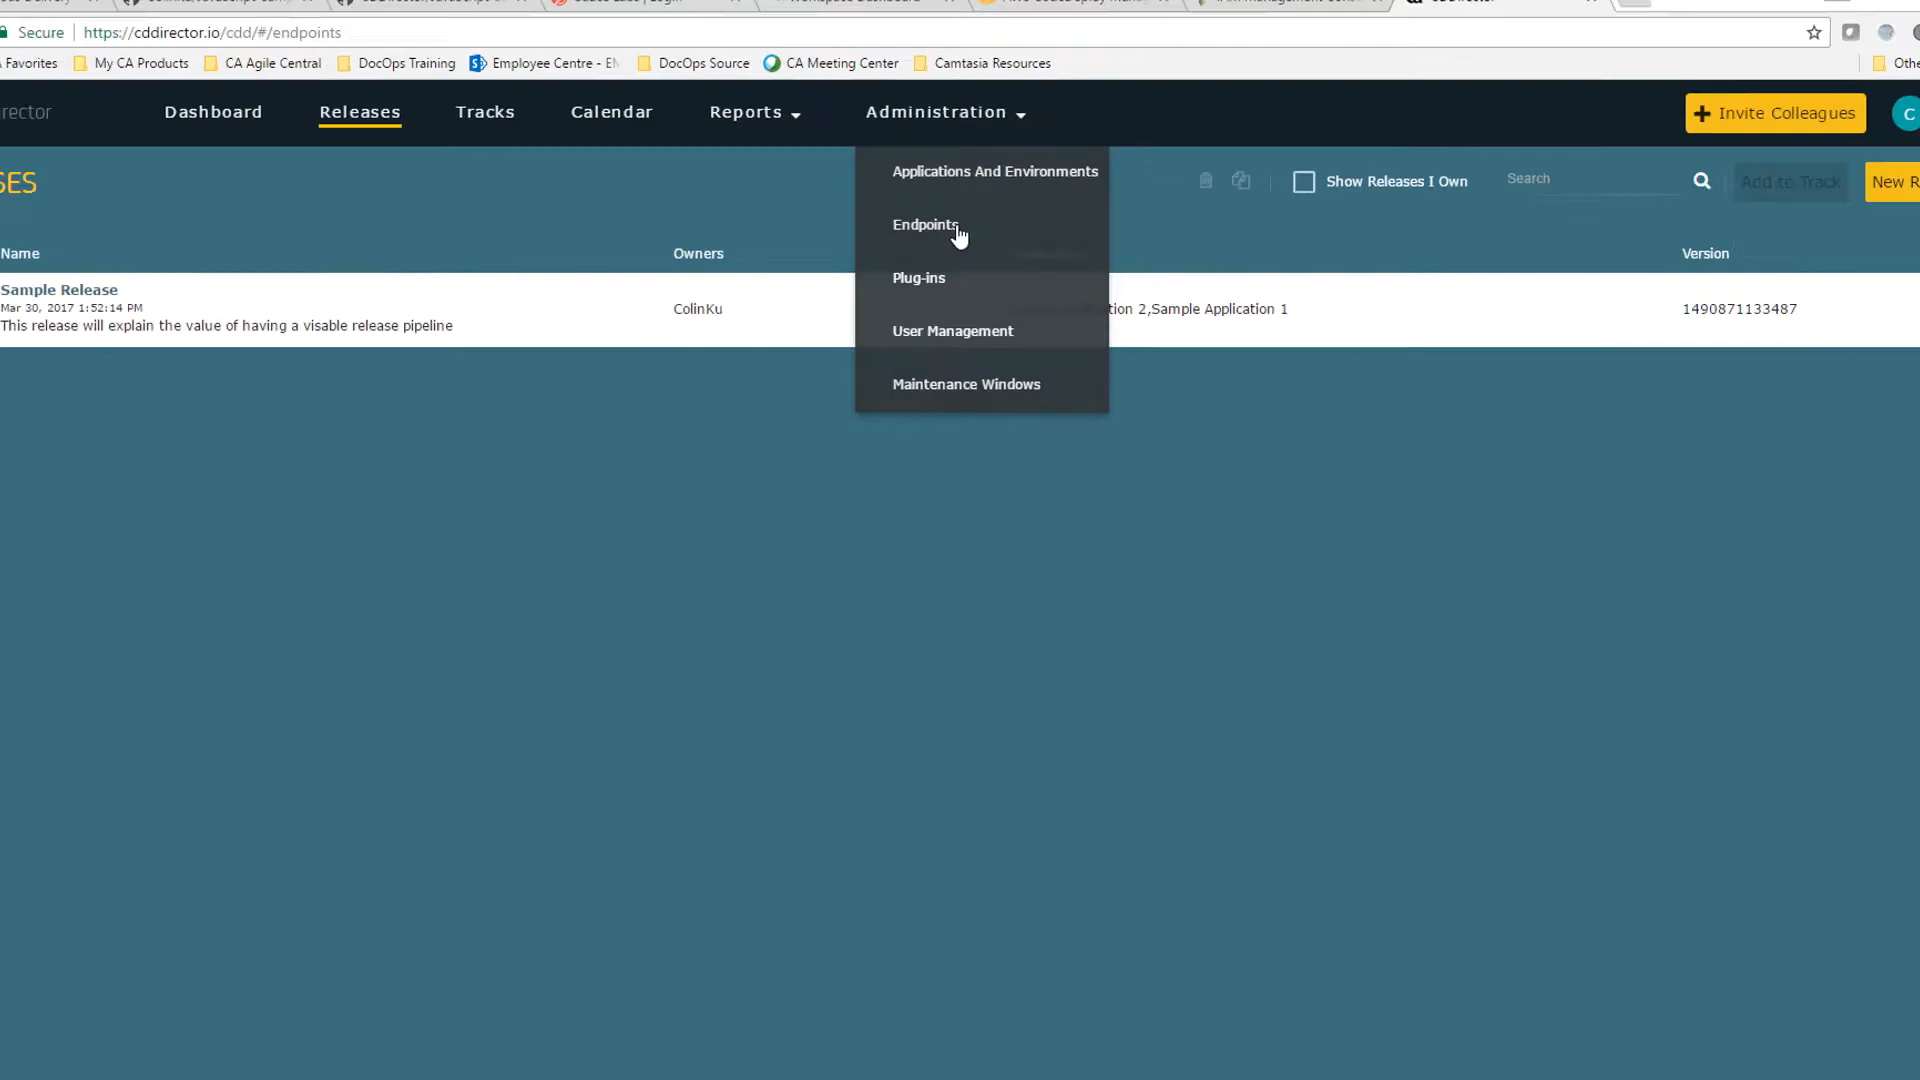 Secure | https://cddirector.io/cdd/#/endpoints
Favorites My CA Products CA Agile Central DocOps Training Employee Centre - EN DocOps Source CA Meeting Center Camtasia Resources Othe
irector Dashboard Releases Tracks Calendar Reports Administration + Invite Colleagues C
SES Applications And Environments Show Releases I Own Search Add to Track New R
Endpoints
Name Owners Version
Plug-ins
Sample Release
Mar 30, 2017 1:52:14 PM ColinKu tion 2,Sample Application 1 1490871133487
This release will explain the value of having a visable release pipeline
User Management
Maintenance Windows